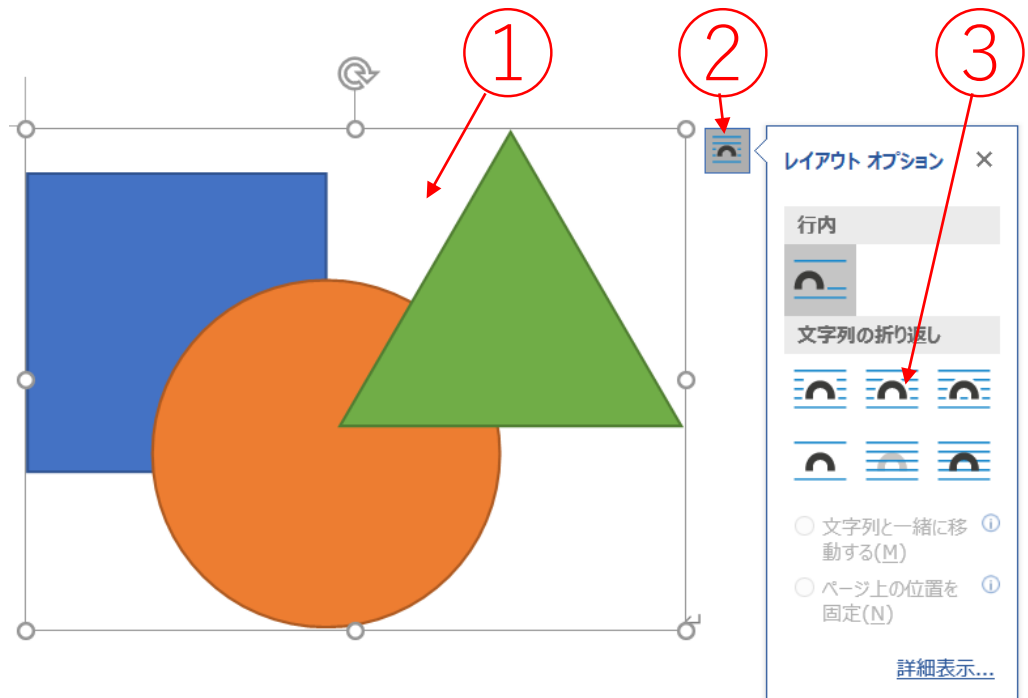 ① ② ③
レイアウト オプション ×
行内
文字列の折り返し
文字列と一緒に移
動する(M)
ページ上の位置を
固定(N)
詳細表示...